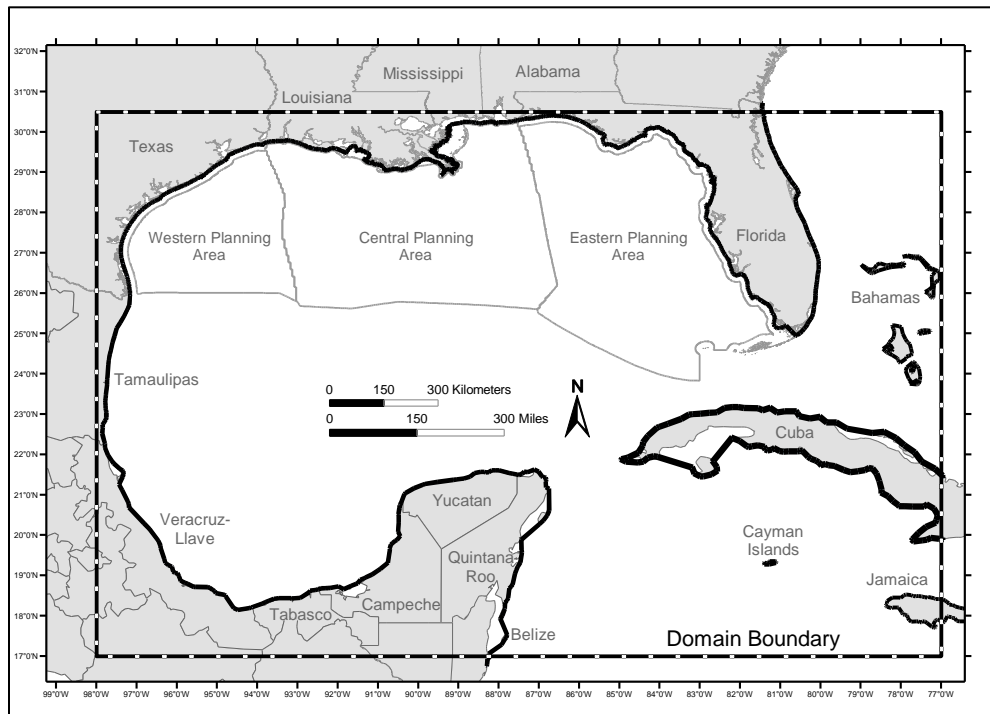 32°0'N
31°0'N
30°0'N
29°0'N
28°0'N
27°0'N
26°0'N
25°0'N
24°0'N
23°0'N
22°0'N
21°0'N
20°0'N
19°0'N
18°0'N
17°0'N
Mississippi
Alabama
Louisiana
Texas
Western Planning
Area
Central Planning
Area
Eastern Planning
Area
Florida
Bahamas
Tamaulipas
0 150 300 Kilometers
0 150 300 Miles
N
Cuba
Yucatan
Veracruz-
Llave
Cayman
Islands
Quintana-
Roo
Jamaica
Campeche
Tabasco
Belize
Domain Boundary
99°0'W 98°0'W 97°0'W 96°0'W 95°0'W 94°0'W 93°0'W 92°0'W 91°0'W 90°0'W 89°0'W 88°0'W 87°0'W 86°0'W 85°0'W 84°0'W 83°0'W 82°0'W 81°0'W 80°0'W 79°0'W 78°0'W 77°0'W